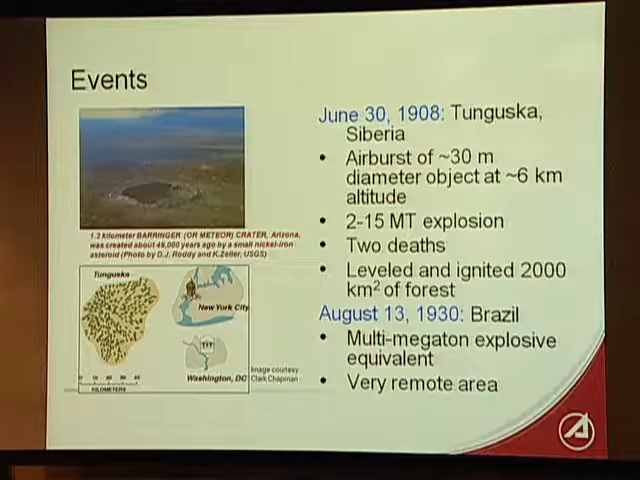 Events
1.2 kilometer BARRINGER (OR METEOR) CRATER, Arizona,
was created about 49,000 years ago by a small nickel-iron
asteroid (Photo by D.J. Roddy and K.Zeller, USGS)
Tunguska
New York City
Washington, DC
KILOMETERS
Image courtesy
Clark Chapman
June 30, 1908: Tunguska,
Siberia
• Airburst of ~30 m
diameter object at ~6 km
altitude
• 2-15 MT explosion
• Two deaths
• Leveled and ignited 2000
km² of forest
August 13, 1930: Brazil
• Multi-megaton explosive
equivalent
• Very remote area